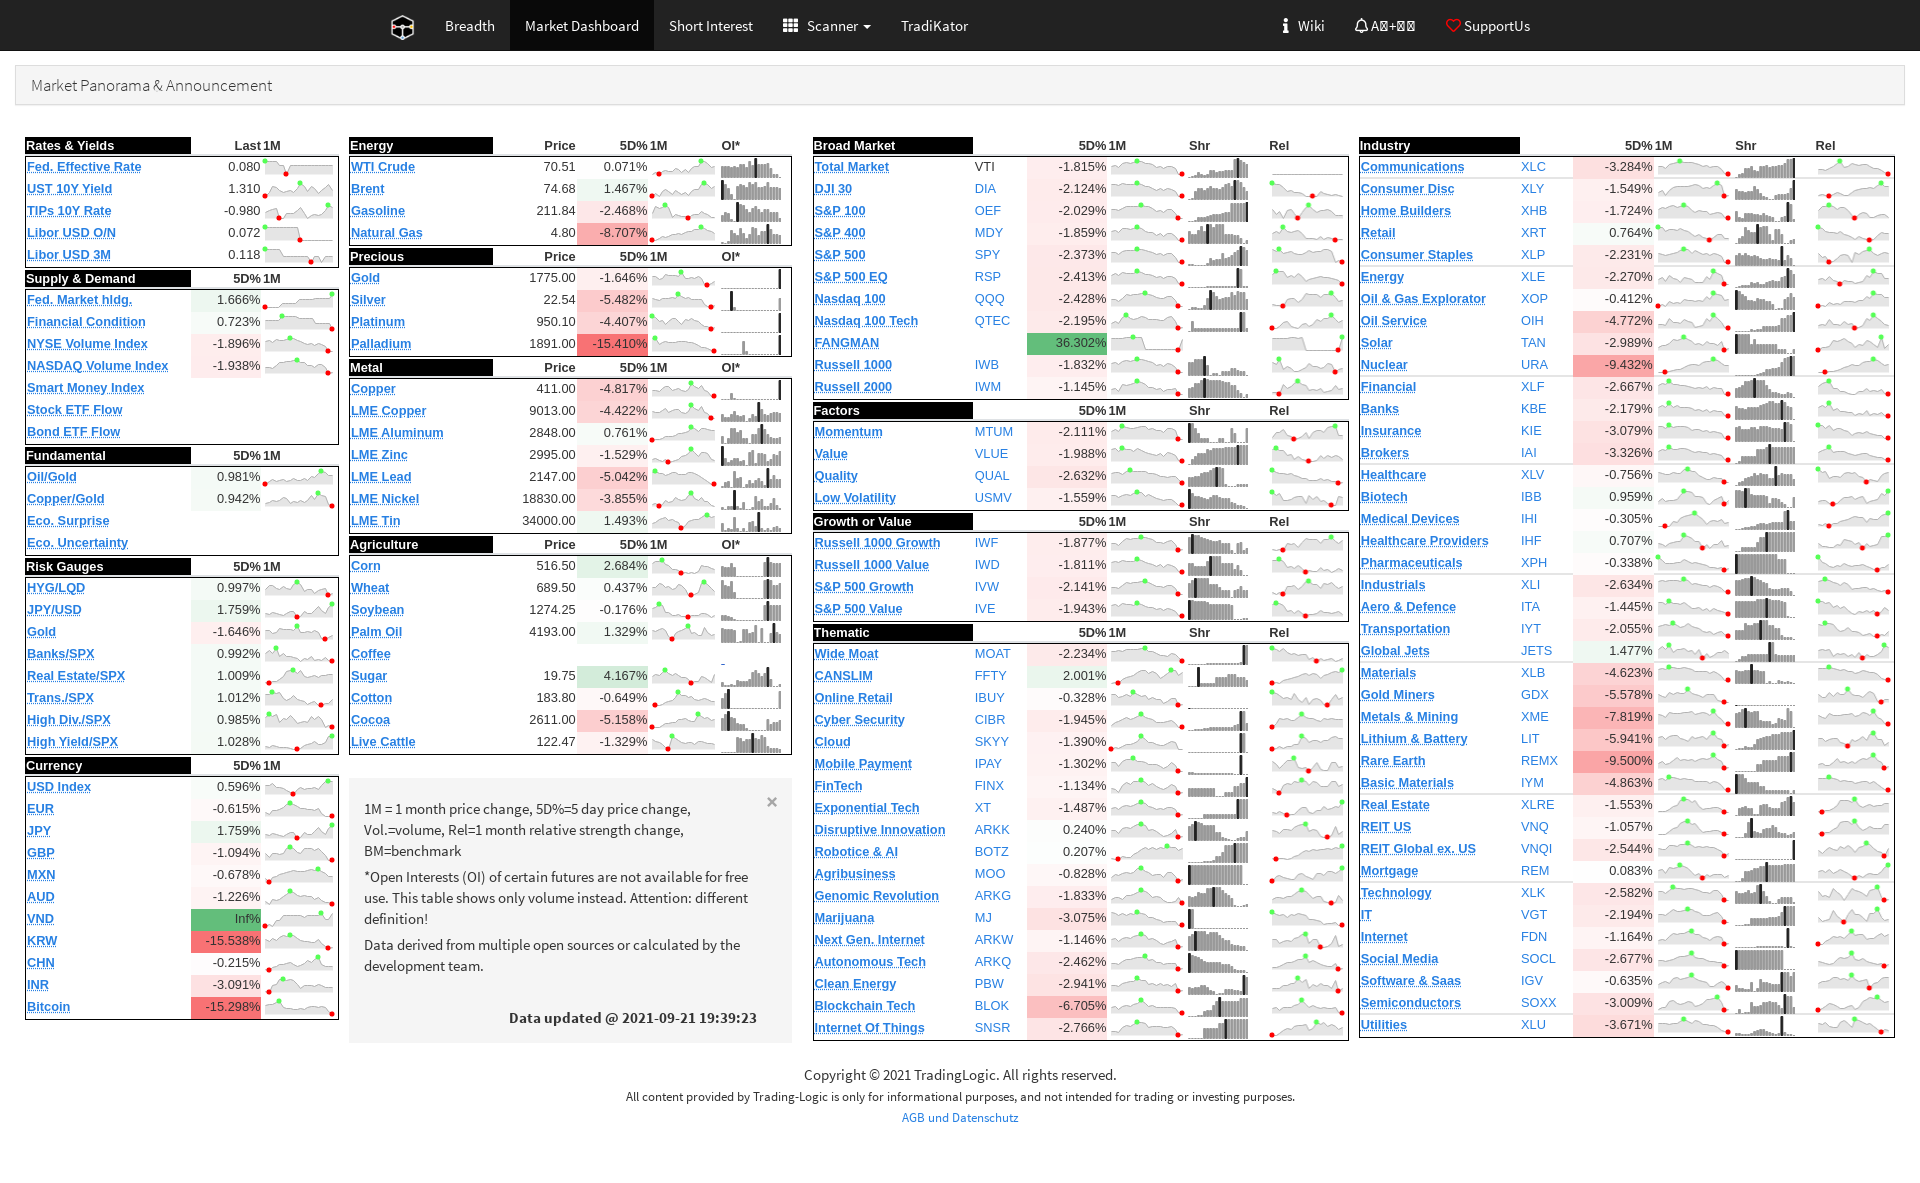 Breadth Market Dashboard Short Interest Scanner TradiKator Wiki SupportUs
Market Panorama & Announcement
Rates & Yields Last 1M
Fed. Effective Rate 0.080
UST 10Y Yield 1.310
TIPs 10Y Rate -0.980
Libor USD O/N 0.072
Libor USD 3M 0.118
Supply & Demand 5D% 1M
Fed. Market hldg. 1.666%
Financial Condition 0.723%
NYSE Volume Index -1.896%
NASDAQ Volume Index -1.938%
Smart Money Index
Stock ETF Flow
Bond ETF Flow
Fundamental 5D% 1M
Oil/Gold 0.981%
Copper/Gold 0.942%
Eco. Surprise
Eco. Uncertainty
Risk Gauges 5D% 1M
HYG/LQD 0.997%
JPY/USD 1.759%
Gold -1.646%
Banks/SPX 0.992%
Real Estate/SPX 1.009%
Trans./SPX 1.012%
High Div./SPX 0.985%
High Yield/SPX 1.028%
Currency 5D% 1M
USD Index 0.596%
EUR -0.615%
JPY 1.759%
GBP -1.094%
MXN -0.678%
AUD -1.226%
VND Inf%
KRW -15.538%
CHN -0.215%
INR -3.091%
Bitcoin -15.298%
Energy Price 5D% 1M OI*
WTI Crude 70.51 0.071%
Brent 74.68 1.467%
Gasoline 211.84 -2.468%
Natural Gas 4.80 -8.707%
Precious Price 5D% 1M OI*
Gold 1775.00 -1.646%
Silver 22.54 -5.482%
Platinum 950.10 -4.407%
Palladium 1891.00 -15.410%
Metal Price 5D% 1M OI*
Copper 411.00 -4.817%
LME Copper 9013.00 -4.422%
LME Aluminum 2848.00 0.761%
LME Zinc 2995.00 -1.529%
LME Lead 2147.00 -5.042%
LME Nickel 18830.00 -3.855%
LME Tin 34000.00 1.493%
Agriculture Price 5D% 1M OI*
Corn 516.50 2.684%
Wheat 689.50 0.437%
Soybean 1274.25 -0.176%
Palm Oil 4193.00 1.329%
Coffee
Sugar 19.75 4.167%
Cotton 183.80 -0.649%
Cocoa 2611.00 -5.158%
Live Cattle 122.47 -1.329%
×
1M = 1 month price change, 5D%=5 day price change,
Vol.=volume, Rel=1 month relative strength change,
BM=benchmark
*Open Interests (OI) of certain futures are not available for free
use. This table shows only volume instead. Attention: different
definition!
Data derived from multiple open sources or calculated by the
development team.
Data updated @ 2021-09-21 19:39:23
Broad Market 5D% 1M Shr Rel
Total Market VTI -1.815%
DJI 30 DIA -2.124%
S&P 100 OEF -2.029%
S&P 400 MDY -1.859%
S&P 500 SPY -2.373%
S&P 500 EQ RSP -2.413%
Nasdaq 100 QQQ -2.428%
Nasdaq 100 Tech QTEC -2.195%
FANGMAN 36.302%
Russell 1000 IWB -1.832%
Russell 2000 IWM -1.145%
Factors 5D% 1M Shr Rel
Momentum MTUM -2.111%
Value VLUE -1.988%
Quality QUAL -2.632%
Low Volatility USMV -1.559%
Growth or Value 5D% 1M Shr Rel
Russell 1000 Growth IWF -1.877%
Russell 1000 Value IWD -1.811%
S&P 500 Growth IVW -2.141%
S&P 500 Value IVE -1.943%
Thematic 5D% 1M Shr Rel
Wide Moat MOAT -2.234%
CANSLIM FFTY 2.001%
Online Retail IBUY -0.328%
Cyber Security CIBR -1.945%
Cloud SKYY -1.390%
Mobile Payment IPAY -1.302%
FinTech FINX -1.134%
Exponential Tech XT -1.487%
Disruptive Innovation ARKK 0.240%
Robotice & AI BOTZ 0.207%
Agribusiness MOO -0.828%
Genomic Revolution ARKG -1.833%
Marijuana MJ -3.075%
Next Gen. Internet ARKW -1.146%
Autonomous Tech ARKQ -2.462%
Clean Energy PBW -2.941%
Blockchain Tech BLOK -6.705%
Internet Of Things SNSR -2.766%
Industry 5D% 1M Shr Rel
Communications XLC -3.284%
Consumer Disc XLY -1.549%
Home Builders XHB -1.724%
Retail XRT 0.764%
Consumer Staples XLP -2.231%
Energy XLE -2.270%
Oil & Gas Explorator XOP -0.412%
Oil Service OIH -4.772%
Solar TAN -2.989%
Nuclear URA -9.432%
Financial XLF -2.667%
Banks KBE -2.179%
Insurance KIE -3.079%
Brokers IAI -3.326%
Healthcare XLV -0.756%
Biotech IBB 0.959%
Medical Devices IHI -0.305%
Healthcare Providers IHF 0.707%
Pharmaceuticals XPH -0.338%
Industrials XLI -2.634%
Aero & Defence ITA -1.445%
Transportation IYT -2.055%
Global Jets JETS 1.477%
Materials XLB -4.623%
Gold Miners GDX -5.578%
Metals & Mining XME -7.819%
Lithium & Battery LIT -5.941%
Rare Earth REMX -9.500%
Basic Materials IYM -4.863%
Real Estate XLRE -1.553%
REIT US VNQ -1.057%
REIT Global ex. US VNQI -2.544%
Mortgage REM 0.083%
Technology XLK -2.582%
IT VGT -2.194%
Internet FDN -1.164%
Social Media SOCL -2.677%
Software & Saas IGV -0.635%
Semiconductors SOXX -3.009%
Utilities XLU -3.671%
Copyright © 2021 TradingLogic. All rights reserved.
All content provided by Trading-Logic is only for informational purposes, and not intended for trading or investing purposes.
AGB und Datenschutz